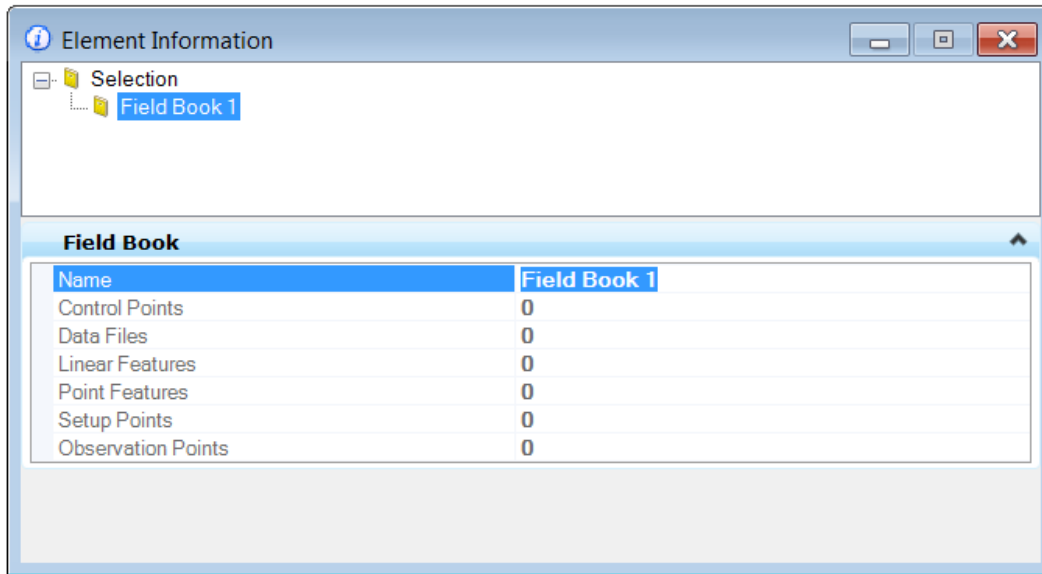 Element Information
Selection
Field Book 1
Field Book
Name Field Book 1
Control Points 0
Data Files 0
Linear Features 0
Point Features 0
Setup Points 0
Observation Points 0